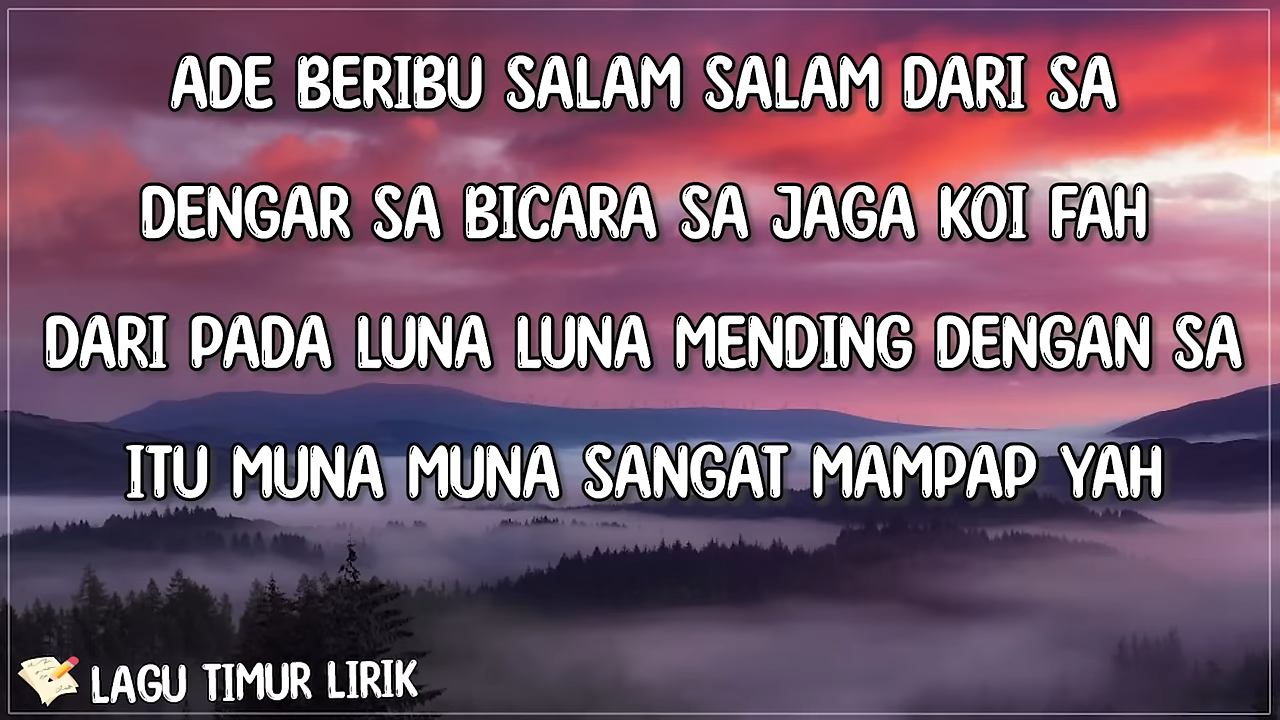 ADE BERIBU SALAM SALAM DARI SA
DENGAR SA BICARA SA JAGA KOI FAH
DARI PADA LUNA LUNA MENDING DENGAN SA
ITU MUNA MUNA SANGAT MAMPAP YAH
LAGU TIMUR LIRIK